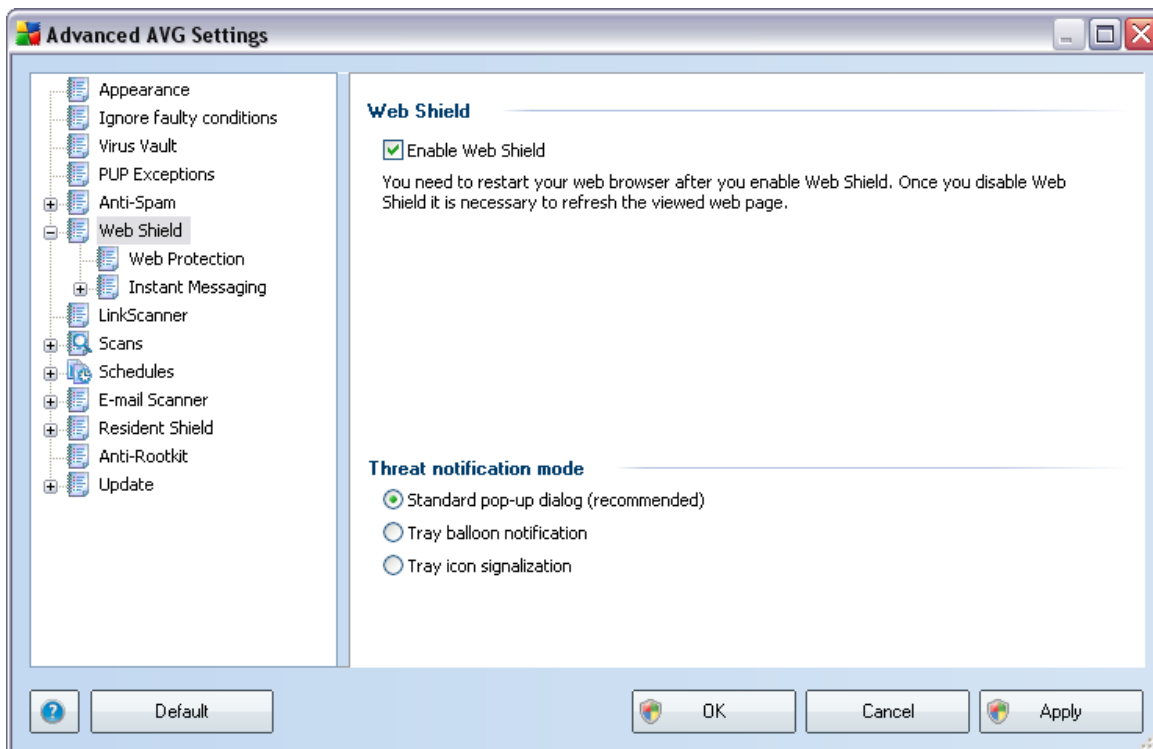 Advanced AVG Settings
Appearance
Ignore faulty conditions
Virus Vault
PUP Exceptions
Anti-Spam
Web Shield
Web Protection
Instant Messaging
LinkScanner
Scans
Schedules
E-mail Scanner
Resident Shield
Anti-Rootkit
Update
Web Shield
Enable Web Shield
You need to restart your web browser after you enable Web Shield. Once you disable Web
Shield it is necessary to refresh the viewed web page.
Threat notification mode
Standard pop-up dialog (recommended)
Tray balloon notification
Tray icon signalization
Default
OK
Cancel
Apply